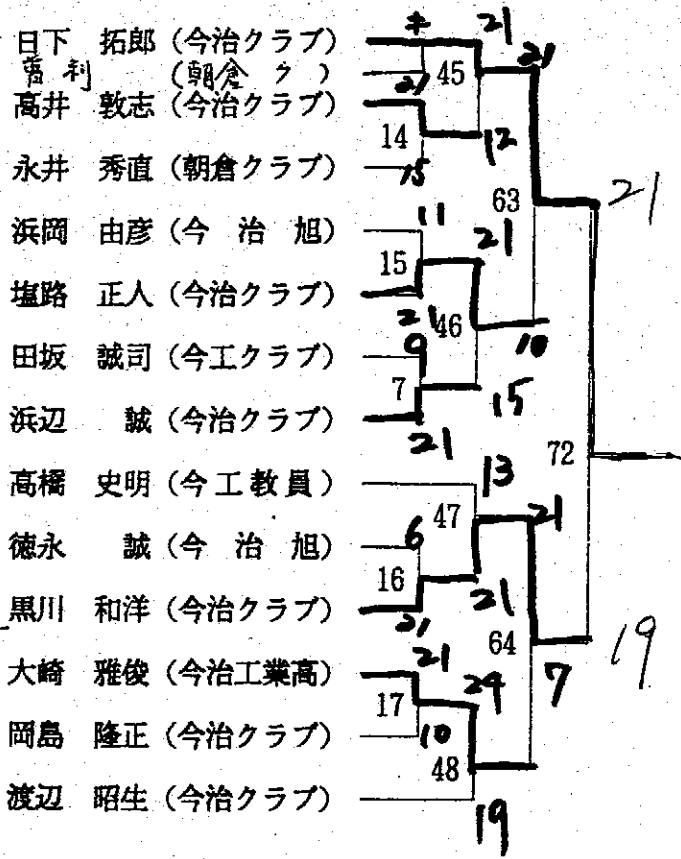 日下 拓郎 (今治クラブ) キ 21 21
(朝倉ク) 21 45
高井 敦志 (今治クラブ) 14 12
永井 秀直 (朝倉クラブ) 15 63 21
浜岡 由彦 (今治旭) 11 21
15
塩路 正人 (今治クラブ) 21 46 10
田坂 誠司 (今工クラブ) 9
7 15
浜辺 誠 (今治クラブ) 21 72
高橋 史明 (今工教員) 13
徳永 誠 (今治旭) 6 47 21
16
黒川 和洋 (今治クラブ) 21 21 64 19
大崎 雅俊 (今治工業高) 21 24 7
17
岡島 隆正 (今治クラブ) 10 48
渡辺 昭生 (今治クラブ) 19